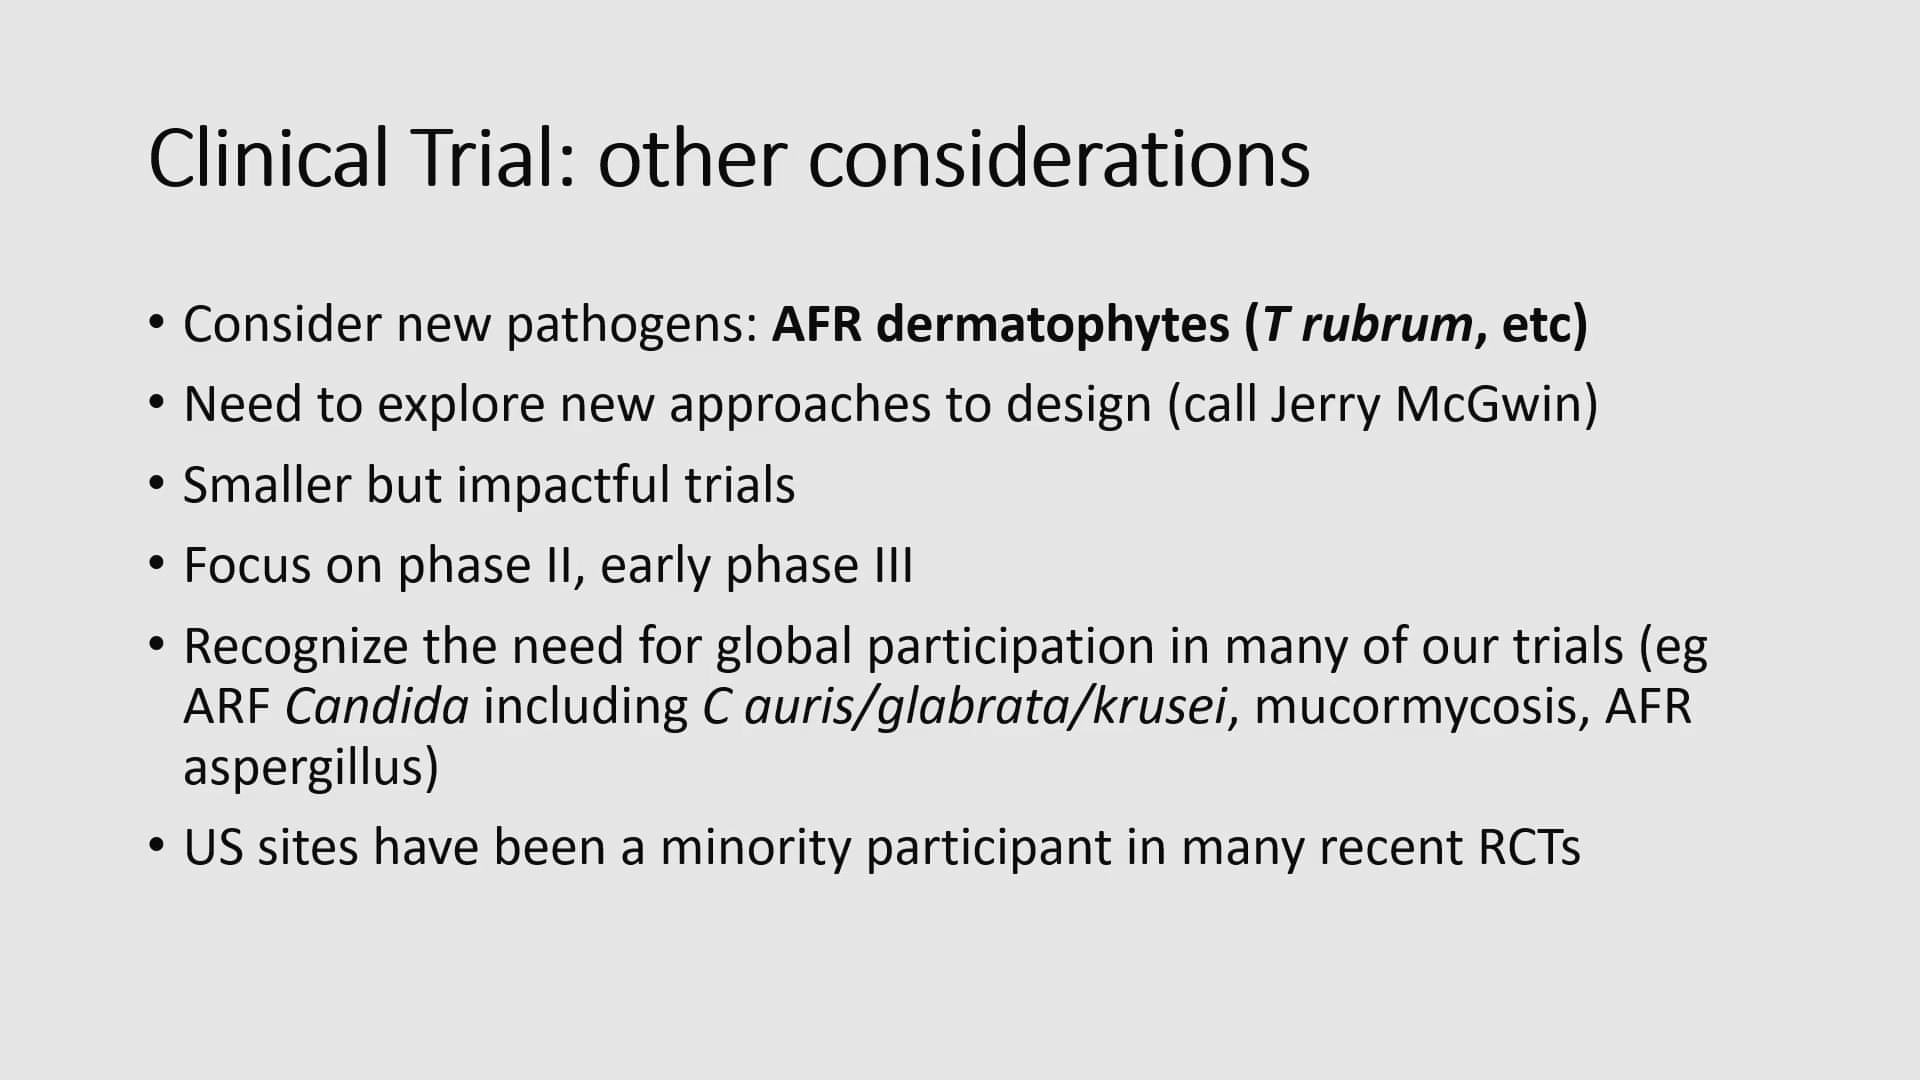 Clinical Trial: other considerations
• Consider new pathogens: AFR dermatophytes (T rubrum, etc)
• Need to explore new approaches to design (call Jerry McGwin)
• Smaller but impactful trials
• Focus on phase II, early phase III
• Recognize the need for global participation in many of our trials (eg
ARF Candida including C auris/glabrata/krusei, mucormycosis, AFR
aspergillus)
• US sites have been a minority participant in many recent RCTs